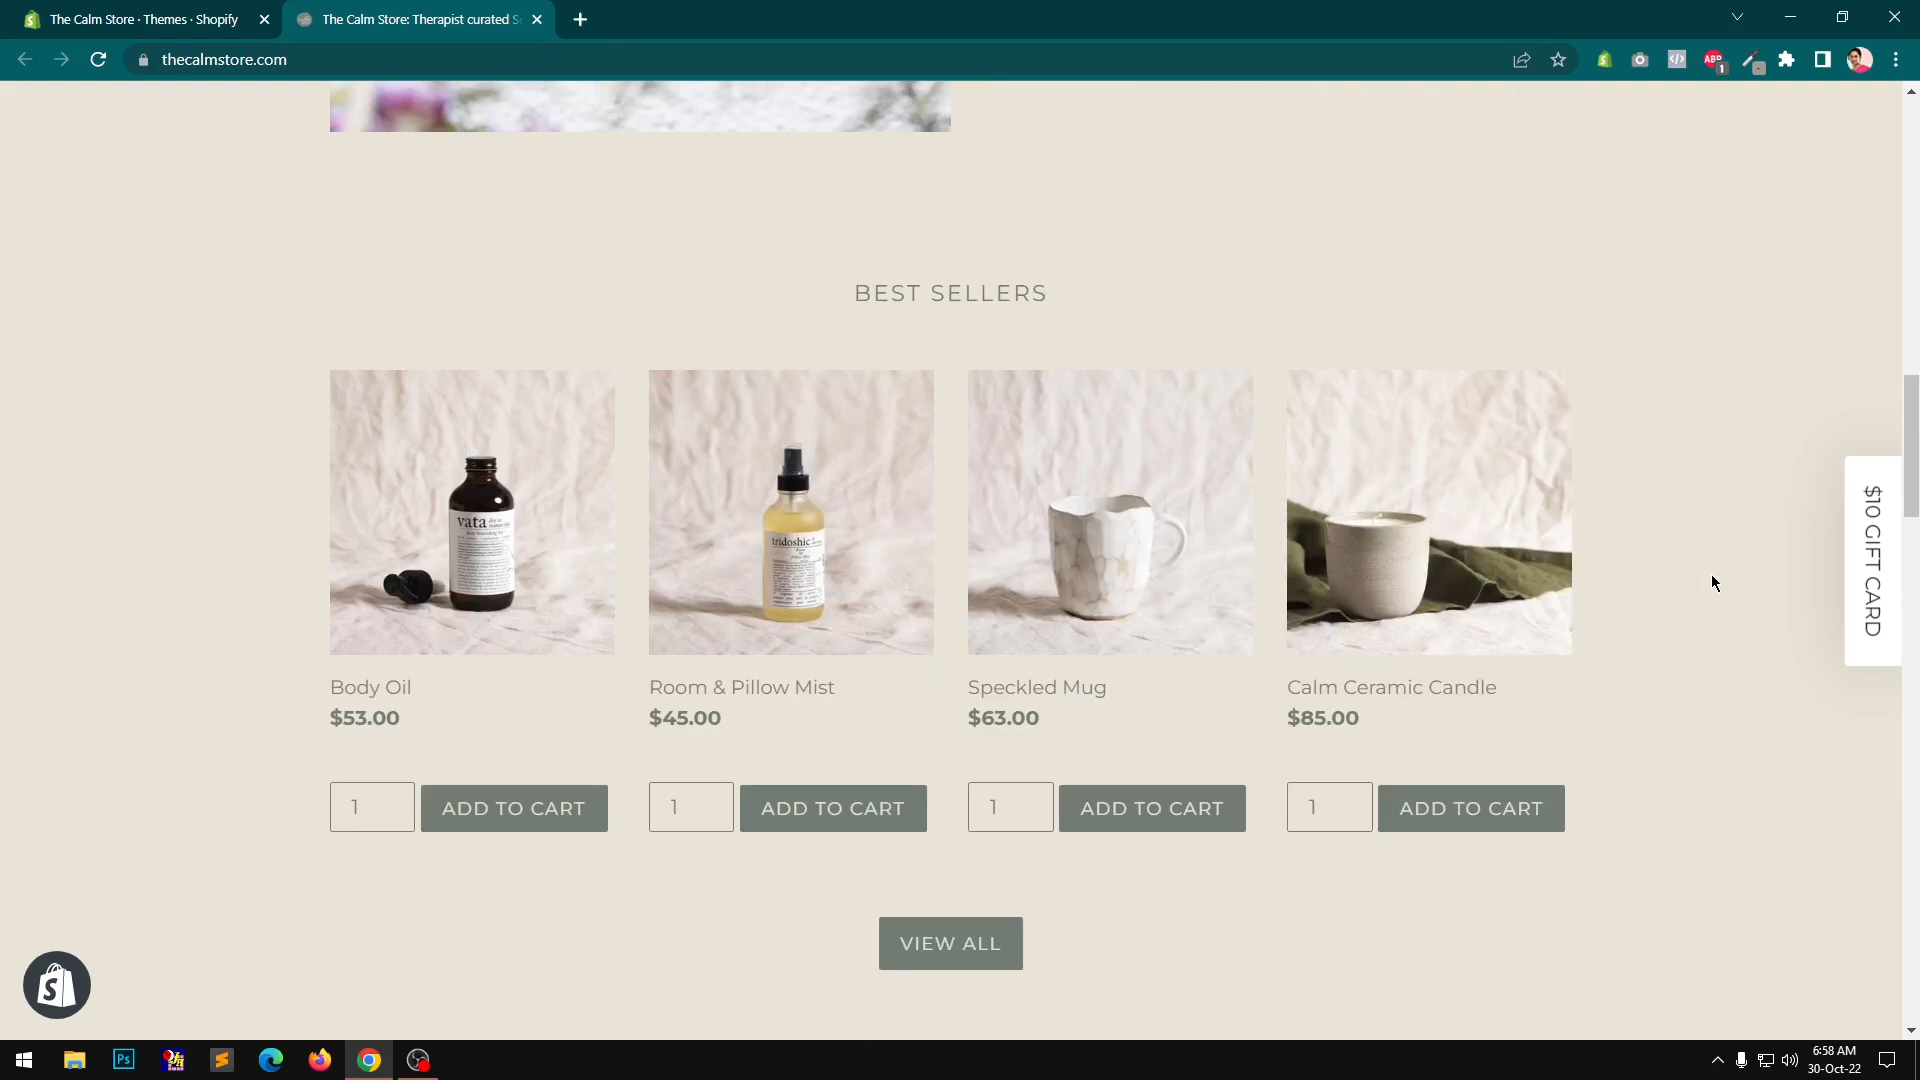 The Calm Store · Themes · Shopify
The Calm Store: Therapist curated S
thecalmstore.com
ABP
1
BEST SELLERS
$10 GIFT CARD
vata
tridoshic
Body Oil
Room & Pillow Mist
Speckled Mug
Calm Ceramic Candle
$53.00
$45.00
$63.00
$85.00
1 ADD TO CART
1 ADD TO CART
1 ADD TO CART
1 ADD TO CART
VIEW ALL
S
Ps
6:58 AM
30-Oct-22